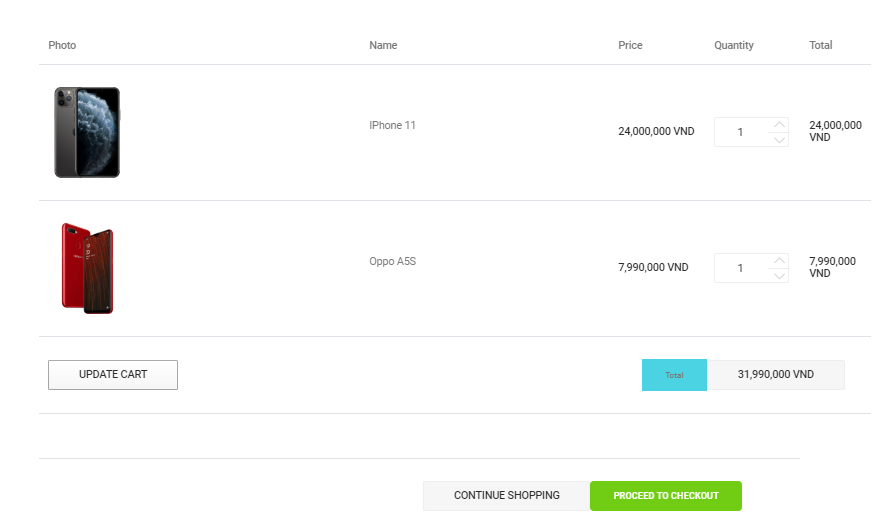 Photo Name Price Quantity Total
IPhone 11 24,000,000 VND 1 24,000,000
VND
Oppo A5S 7,990,000 VND 1 7,990,000
VND
UPDATE CART Total 31,990,000 VND
CONTINUE SHOPPING PROCEED TO CHECKOUT